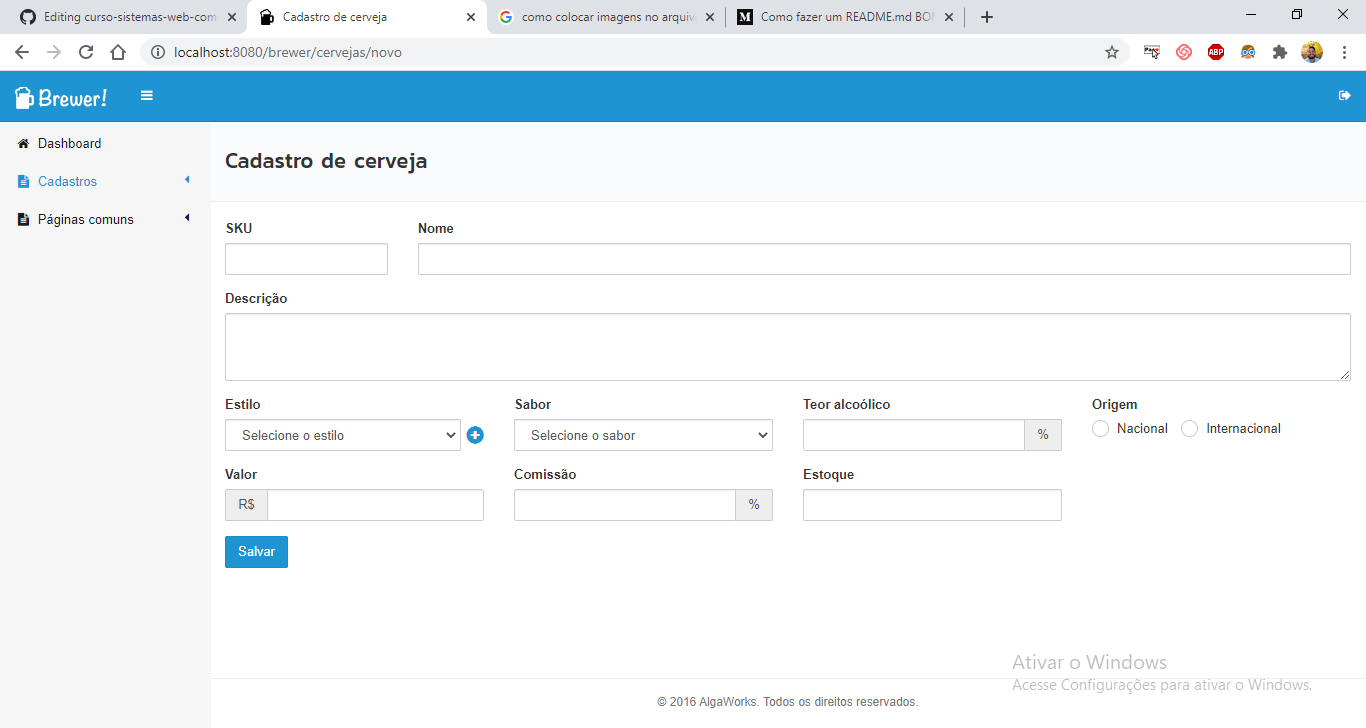 Editing curso-sistemas-web-com
Cadastro de cerveja
como colocar imagens no arquiv
Como fazer um README.md BO
localhost:8080/brewer/cervejas/novo
ABP
Brewer!
Dashboard
Cadastros
Páginas comuns
Cadastro de cerveja
SKU Nome
Descrição
Estilo Sabor Teor alcoólico Origem
Selecione o estilo Selecione o sabor % Nacional Internacional
Valor Comissão Estoque
R$ %
Salvar
Ativar o Windows
Acesse Configurações para ativar o Windows.
© 2016 AlgaWorks. Todos os direitos reservados.